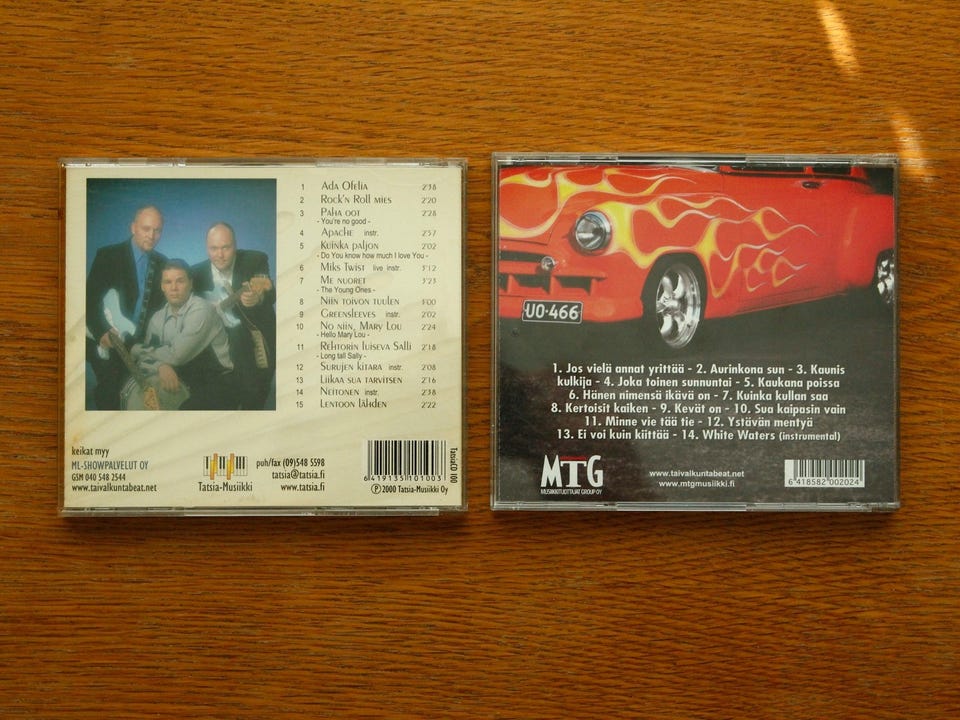 1 Ada Ofelia 2'38
2 Rock'n Roll mies 2'20
3 Paha oot 2'28
- You're no good -
4 Apache instr. 2'57
5 Kuinka paljon 2'02
- Do You know how much I love You -
6 Miks Twist live instr. 3'12
7 Me nuoret 3'23
- The Young Ones -
8 Niin toivon tuulen 4'00
9 Greensleeves instr. 2'02
10 No niin, Mary Lou 2'24
- Hello Mary Lou -
11 Rehtorin luiseva Salli 2'18
- Long tall Sally -
12 Surujen kitara instr. 2'08
13 Liikaa sua tarvitsen 2'16
14 Neitonen instr. 2'38
15 Lentoon lähden 2'22
keikat myy
ML-SHOWPALVELUT OY
GSM 040 548 2544
www.taivalkuntabeat.net
Tatsia-Musiikki
puh/fax (09)548 5598
tatsia@tatsia.fi
www.tatsia.fi
6 419135 101003
Ⓟ 2000 Tatsia-Musiikki Oy
TatsiaCD 100
UO-466
1. Jos vielä annat yrittää - 2. Aurinkona sun - 3. Kaunis
kulkija - 4. Joka toinen sunnuntai - 5. Kaukana poissa
6. Hänen nimensä ikävä on - 7. Kuinka kullan saa
8. Kertoisit kaiken - 9. Kevät on - 10. Sua kaipasin vain
11. Minne vie tää tie - 12. Ystävän mentyä
13. Ei voi kuin kiittää - 14. White Waters (instrumental)
MTG
MUSIIKKITUOTTAJAT GROUP OY
www.taivalkuntabeat.net
www.mtgmusiikki.fi
6 418582 002024